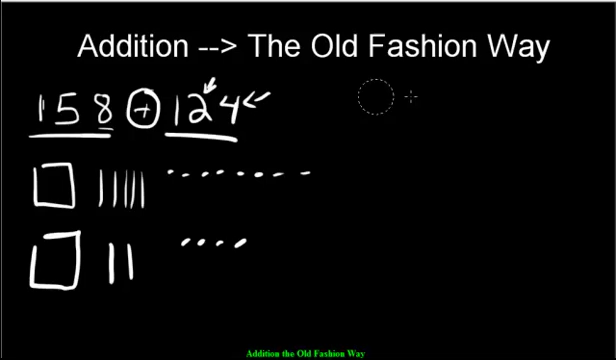 Addition --> The Old Fashion Way
158 + 124
Addition the Old Fashion Way